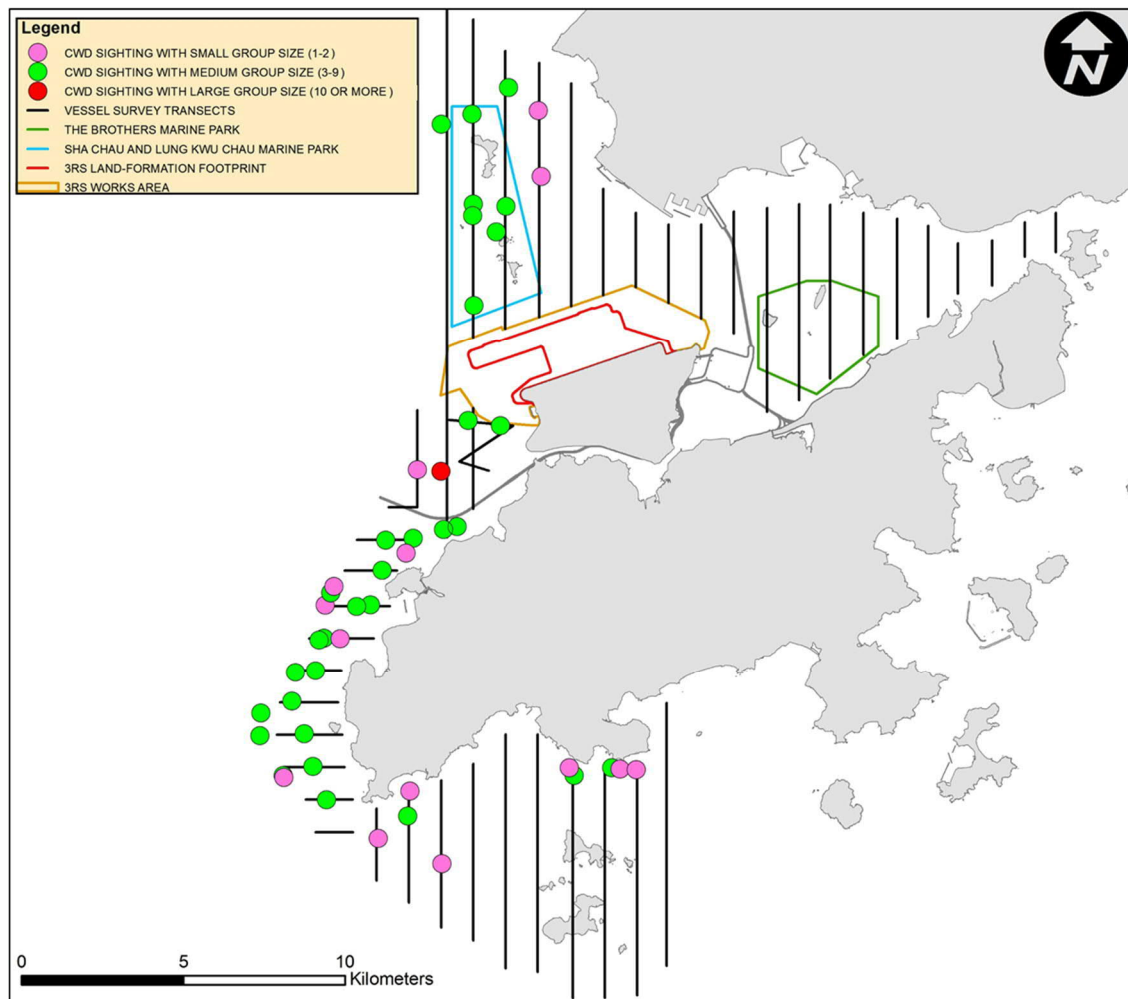 Legend
CWD SIGHTING WITH SMALL GROUP SIZE (1-2)
CWD SIGHTING WITH MEDIUM GROUP SIZE (3-9)
CWD SIGHTING WITH LARGE GROUP SIZE (10 OR MORE )
VESSEL SURVEY TRANSECTS
THE BROTHERS MARINE PARK
SHA CHAU AND LUNG KWU CHAU MARINE PARK
3RS LAND-FORMATION FOOTPRINT
3RS WORKS AREA
N
0 5 10
Kilometers